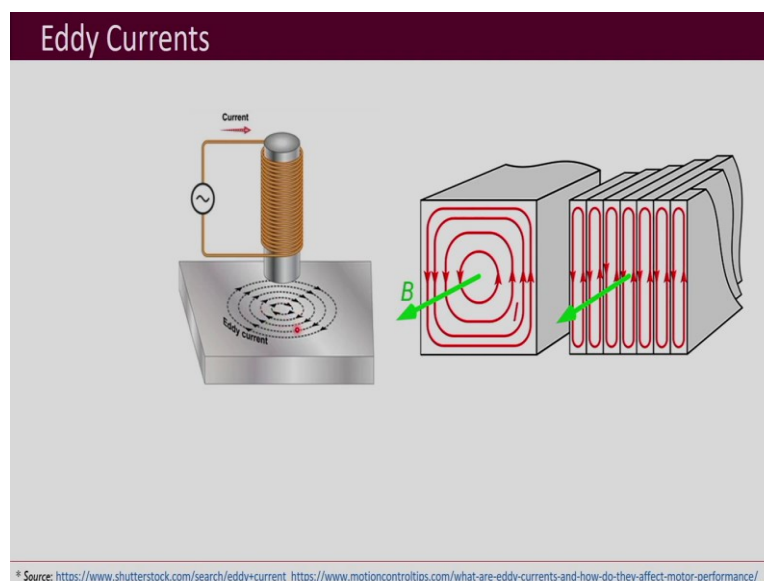 Eddy Currents
Current
Eddy current
B
I
* Source: https://www.shutterstock.com/search/eddy+current https://www.motioncontroltips.com/what-are-eddy-currents-and-how-do-they-affect-motor-performance/